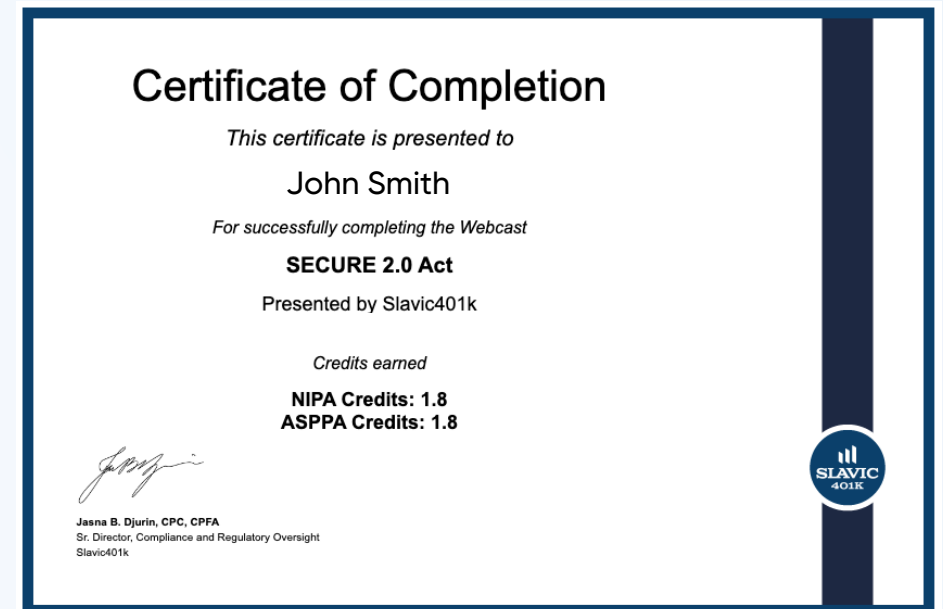 Certificate of Completion
This certificate is presented to
John Smith
For successfully completing the Webcast
SECURE 2.0 Act
Presented by Slavic401k
Credits earned
NIPA Credits: 1.8
ASPPA Credits: 1.8
Jasna B. Djurin, CPC, CPFA
Sr. Director, Compliance and Regulatory Oversight
Slavic401k
SLAVIC
401K